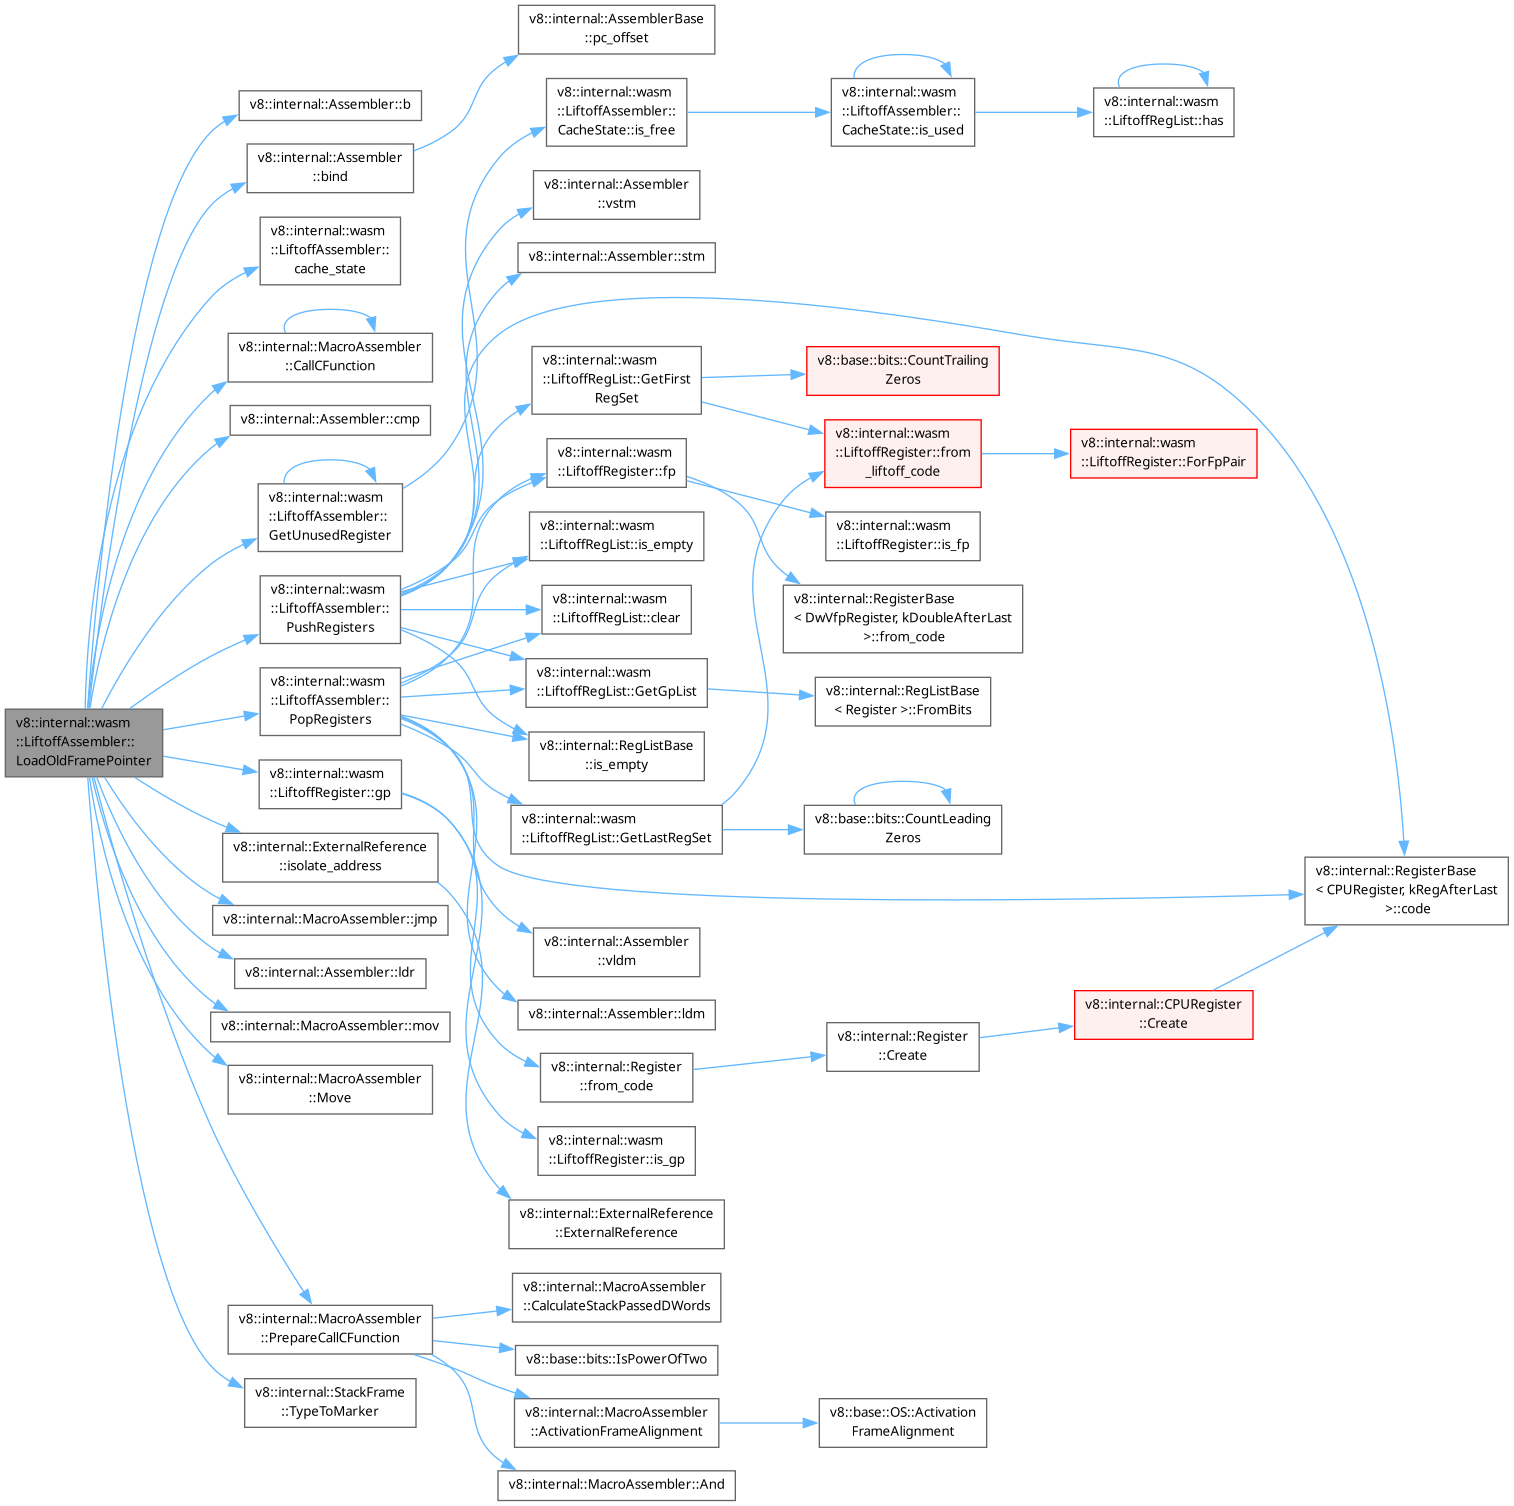 v8::internal::wasm
::LiftoffAssembler::
LoadOldFramePointer
v8::internal::Assembler::b
v8::internal::Assembler
::bind
v8::internal::wasm
::LiftoffAssembler::
cache_state
v8::internal::MacroAssembler
::CallCFunction
v8::internal::Assembler::cmp
v8::internal::wasm
::LiftoffAssembler::
GetUnusedRegister
v8::internal::wasm
::LiftoffAssembler::
PushRegisters
v8::internal::wasm
::LiftoffAssembler::
PopRegisters
v8::internal::wasm
::LiftoffRegister::gp
v8::internal::ExternalReference
::isolate_address
v8::internal::MacroAssembler::jmp
v8::internal::Assembler::ldr
v8::internal::MacroAssembler::mov
v8::internal::MacroAssembler
::Move
v8::internal::MacroAssembler
::PrepareCallCFunction
v8::internal::StackFrame
::TypeToMarker
v8::internal::AssemblerBase
::pc_offset
v8::internal::wasm
::LiftoffAssembler::
CacheState::is_free
v8::internal::Assembler
::vstm
v8::internal::Assembler::stm
v8::internal::wasm
::LiftoffRegList::GetFirst
RegSet
v8::internal::wasm
::LiftoffRegister::fp
v8::internal::wasm
::LiftoffRegList::is_empty
v8::internal::wasm
::LiftoffRegList::clear
v8::internal::wasm
::LiftoffRegList::GetGpList
v8::internal::RegListBase
::is_empty
v8::internal::wasm
::LiftoffRegList::GetLastRegSet
v8::internal::Assembler
::vldm
v8::internal::Assembler::ldm
v8::internal::Register
::from_code
v8::internal::wasm
::LiftoffRegister::is_gp
v8::internal::ExternalReference
::ExternalReference
v8::internal::MacroAssembler
::CalculateStackPassedDWords
v8::base::bits::IsPowerOfTwo
v8::internal::MacroAssembler
::ActivationFrameAlignment
v8::internal::MacroAssembler::And
v8::internal::wasm
::LiftoffAssembler::
CacheState::is_used
v8::base::bits::CountTrailing
Zeros
v8::internal::wasm
::LiftoffRegister::from
_liftoff_code
v8::internal::wasm
::LiftoffRegister::is_fp
v8::internal::RegisterBase
< DwVfpRegister, kDoubleAfterLast
>::from_code
v8::internal::RegListBase
< Register >::FromBits
v8::base::bits::CountLeading
Zeros
v8::internal::Register
::Create
v8::base::OS::Activation
FrameAlignment
v8::internal::wasm
::LiftoffRegList::has
v8::internal::wasm
::LiftoffRegister::ForFpPair
v8::internal::CPURegister
::Create
v8::internal::RegisterBase
< CPURegister, kRegAfterLast
>::code